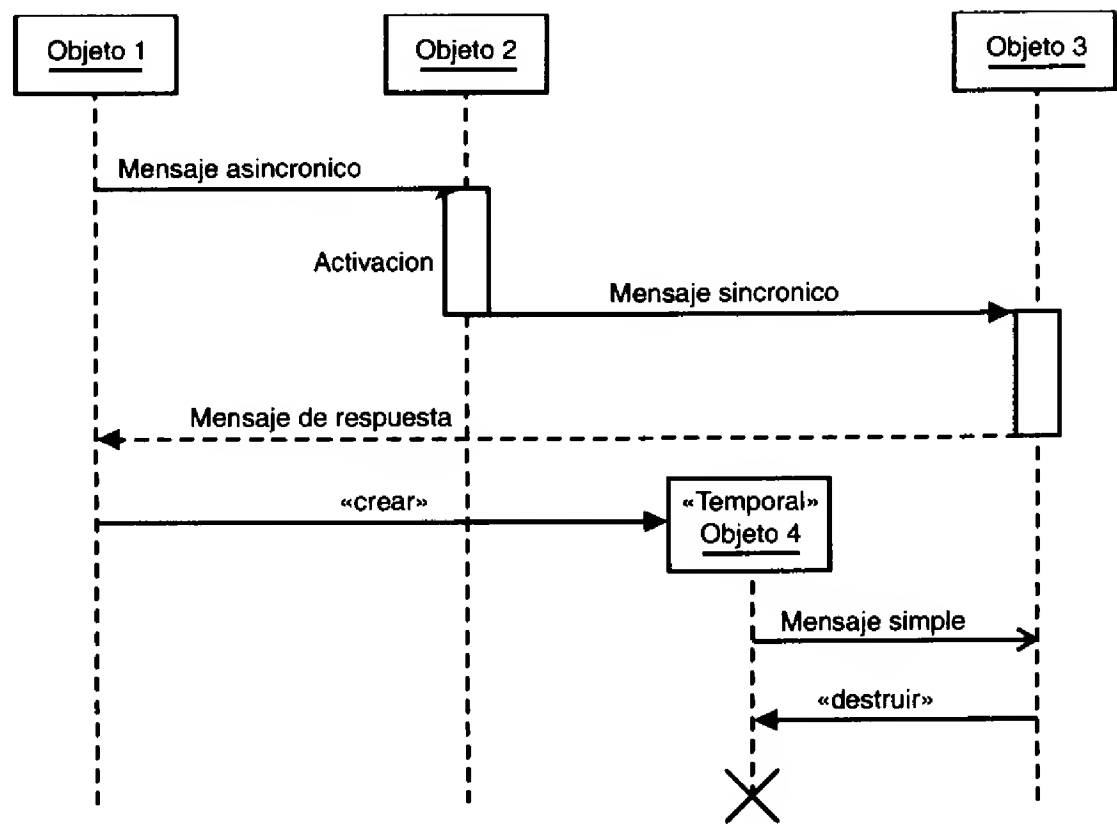 Objeto 1
Objeto 2
Objeto 3
Mensaje asincronico
Activacion
Mensaje sincronico
Mensaje de respuesta
«crear»
«Temporal»
Objeto 4
Mensaje simple
«destruir»